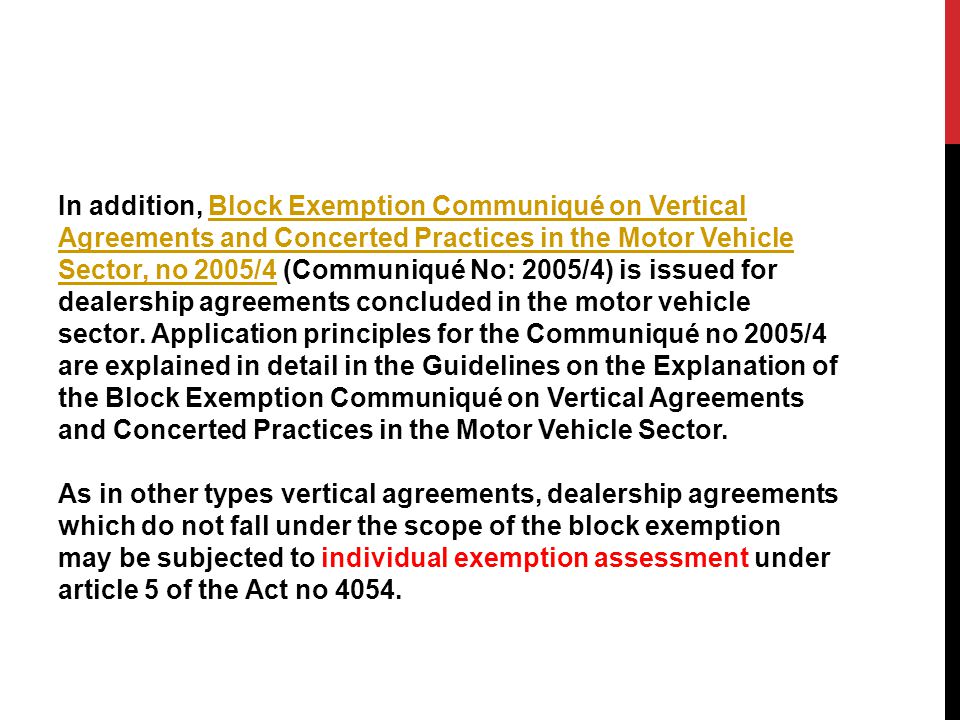 In addition, Block Exemption Communiqué on Vertical
Agreements and Concerted Practices in the Motor Vehicle
Sector, no 2005/4 (Communiqué No: 2005/4) is issued for
dealership agreements concluded in the motor vehicle
sector. Application principles for the Communiqué no 2005/4
are explained in detail in the Guidelines on the Explanation of
the Block Exemption Communiqué on Vertical Agreements
and Concerted Practices in the Motor Vehicle Sector.
As in other types vertical agreements, dealership agreements
which do not fall under the scope of the block exemption
may be subjected to individual exemption assessment under
article 5 of the Act no 4054.